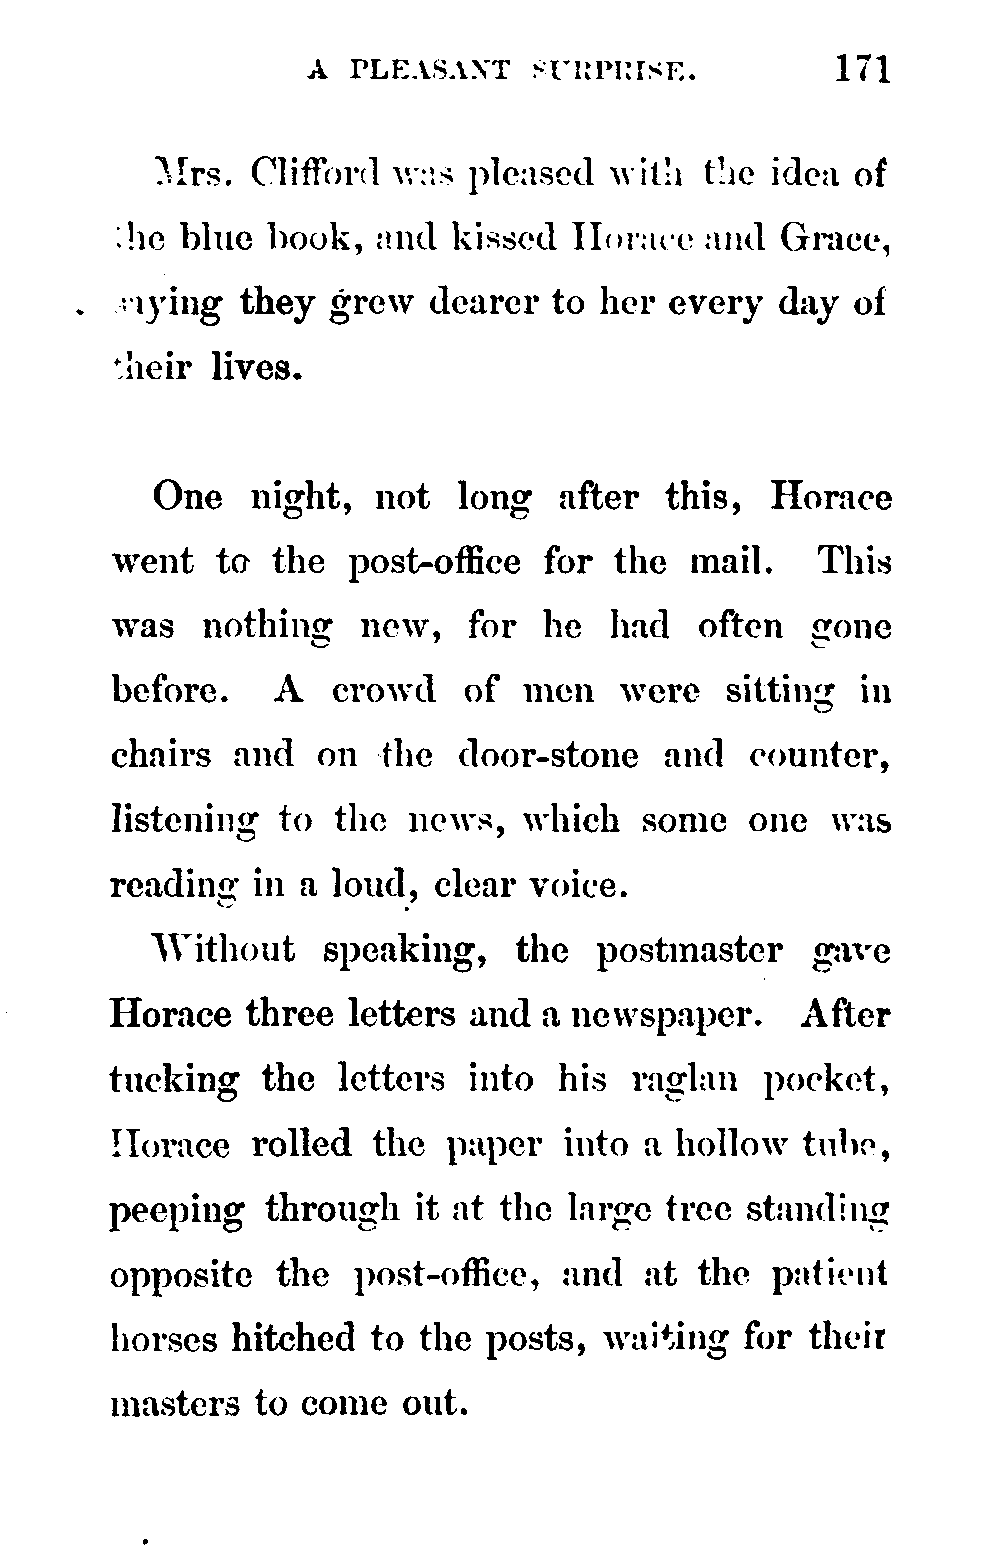 A PLEASANT SURPRISE. 171
Mrs. Clifford was pleased with the idea of
the blue book, and kissed Horace and Grace,
saying they grew dearer to her every day of
their lives.
One night, not long after this, Horace
went to the post-office for the mail. This
was nothing new, for he had often gone
before. A crowd of men were sitting in
chairs and on the door-stone and counter,
listening to the news, which some one was
reading in a loud, clear voice.
Without speaking, the postmaster gave
Horace three letters and a newspaper. After
tucking the letters into his raglan pocket,
Horace rolled the paper into a hollow tube,
peeping through it at the large tree standing
opposite the post-office, and at the patient
horses hitched to the posts, waiting for their
masters to come out.